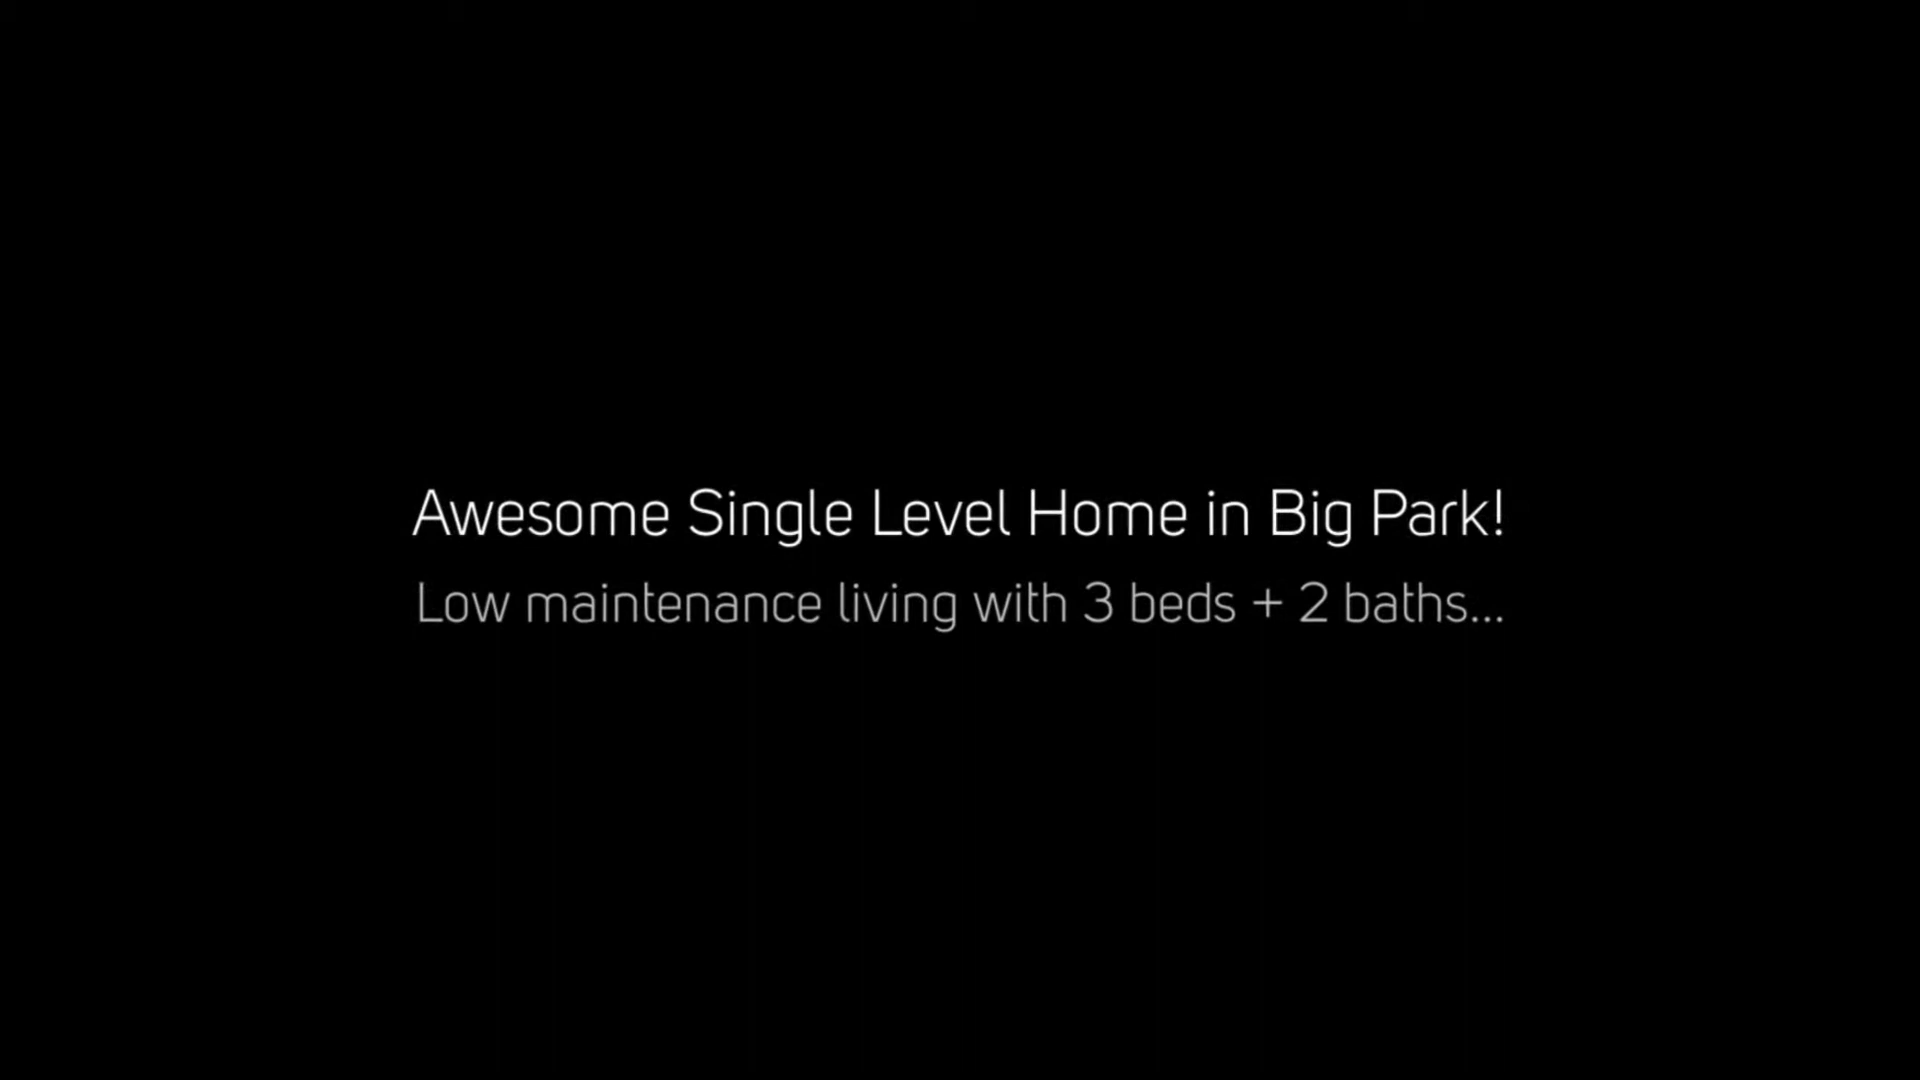 Awesome Single Level Home in Big Park!
Low maintenance living with 3 beds + 2 baths...